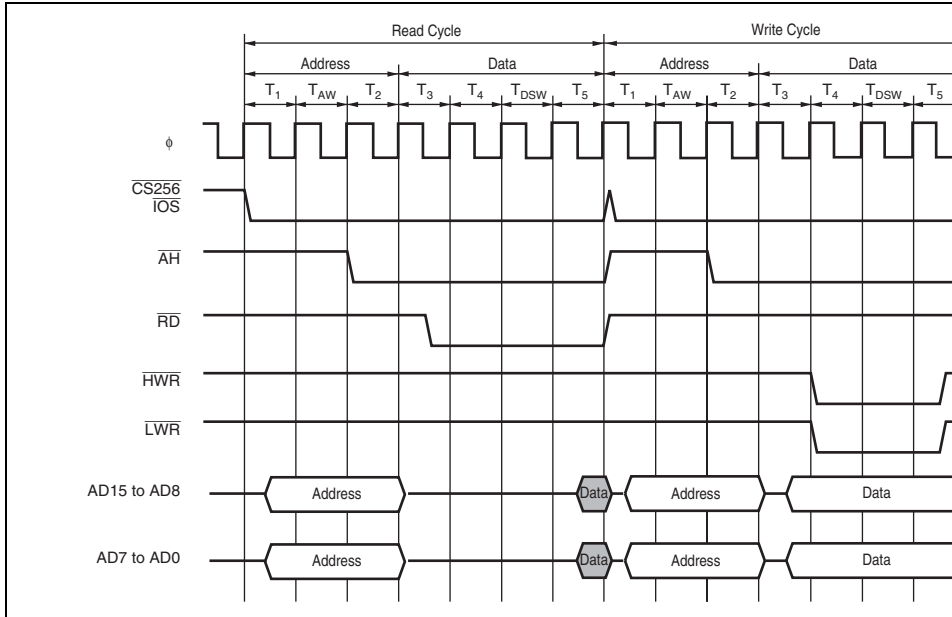 Read Cycle Write Cycle
Address Data Address Data
T1 TAW T2 T3 T4 TDSW T5 T1 TAW T2 T3 T4 TDSW T5
ϕ
CS256
IOS
AH
RD
HWR
LWR
AD15 to AD8 Address Data Address Data
AD7 to AD0 Address Data Address Data